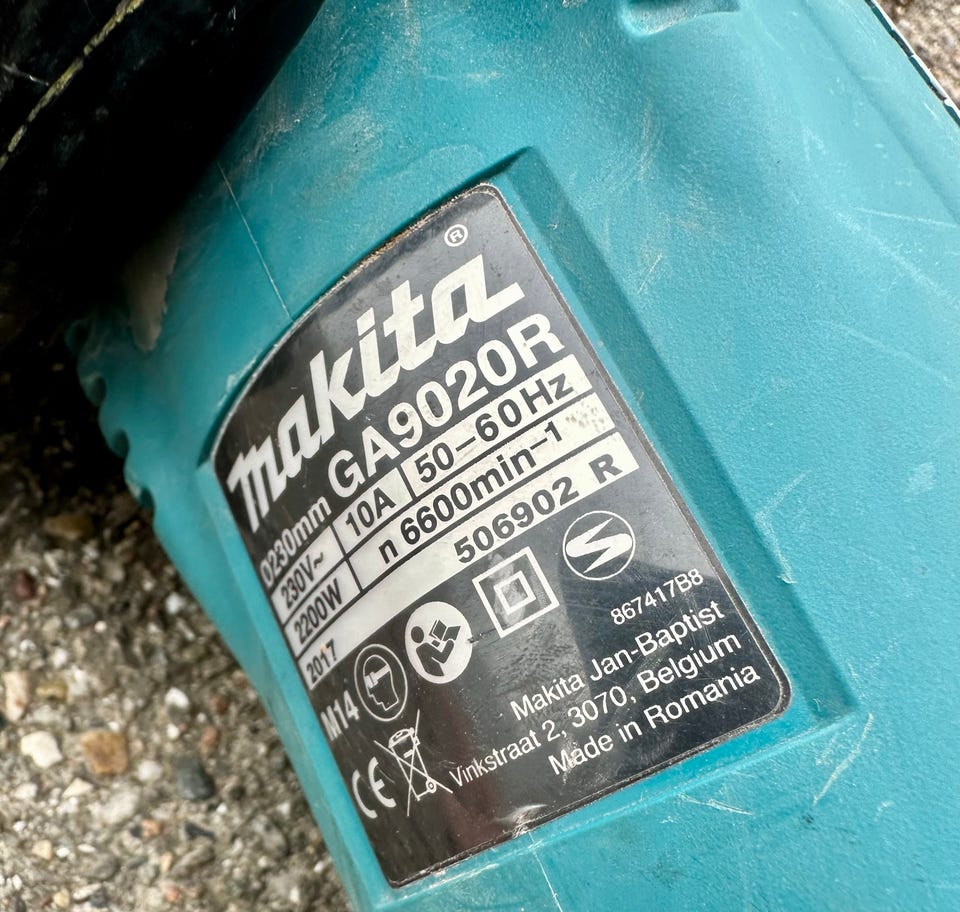 makita®
0230mm GA9020R
230V~ 10A 50–60Hz
2200W n 6600min-1
2017 506902 R
M14
867417B8
Makita Jan-Baptist
Vinkstraat 2, 3070, Belgium
Made in Romania
CE